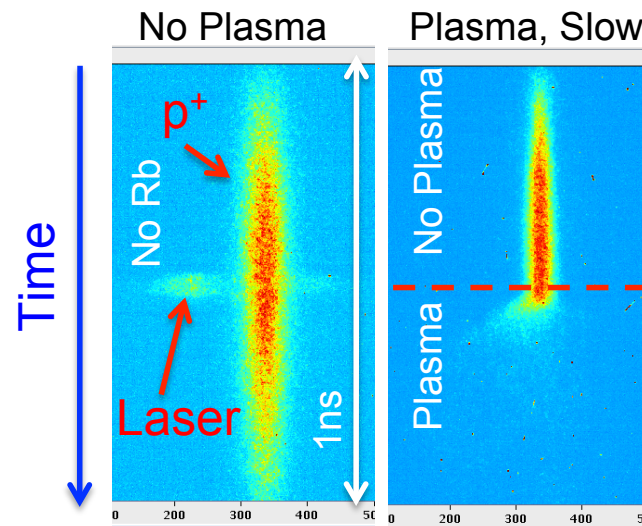 No Plasma
Plasma, Slow
Time
p+
No Rb
Laser
1ns
0 200 300 400 50
No Plasma
Plasma
0 200 300 400 5